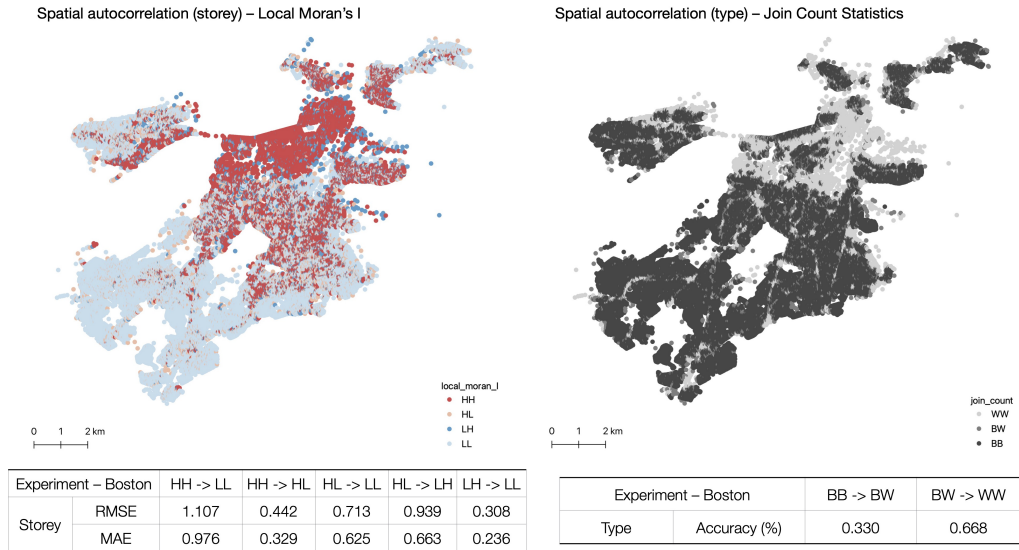 Spatial autocorrelation (storey) – Local Moran's I
local_moran_I
HH
HL
LH
LL
0 1 2 km
Experiment – Boston HH -> LL HH -> HL HL -> LL HL -> LH LH -> LL
Storey RMSE 1.107 0.442 0.713 0.939 0.308
MAE 0.976 0.329 0.625 0.663 0.236
Spatial autocorrelation (type) – Join Count Statistics
join_count
WW
BW
BB
0 1 2 km
Experiment – Boston BB -> BW BW -> WW
Type Accuracy (%) 0.330 0.668